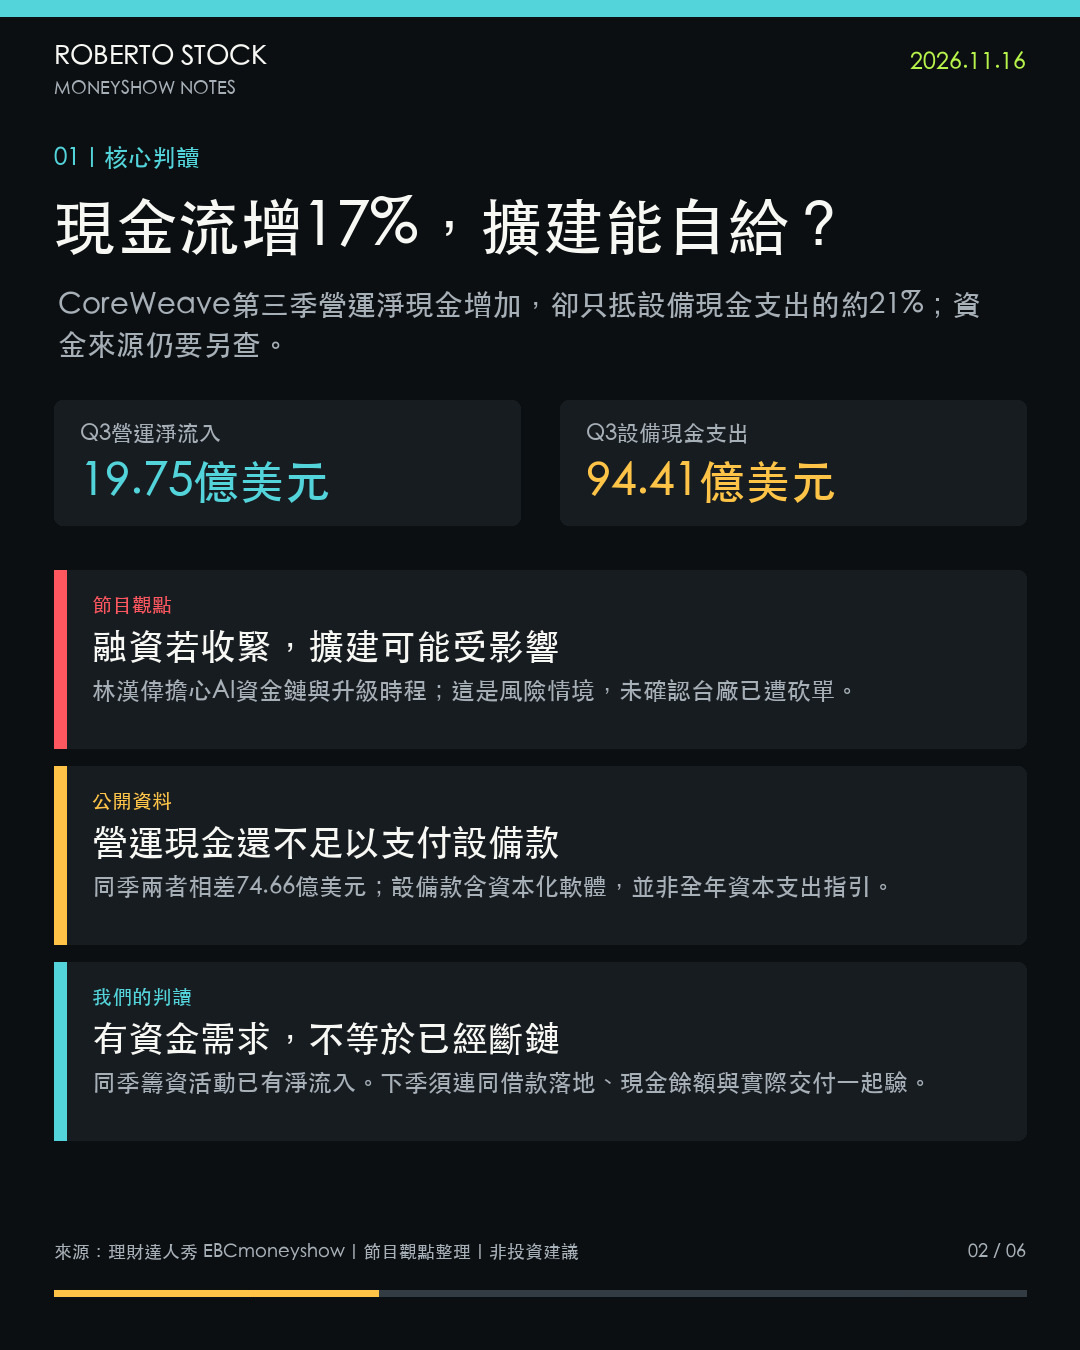 ROBERTO STOCK
MONEYSHOW NOTES
2026.11.16
01｜核心判讀
現金流增17%，擴建能自給？
CoreWeave第三季營運淨現金增加，卻只抵設備現金支出的約21%；資
金來源仍要另查。
Q3營運淨流入
19.75億美元
Q3設備現金支出
94.41億美元
節目觀點
融資若收緊，擴建可能受影響
林漢偉擔心AI資金鏈與升級時程；這是風險情境，未確認台廠已遭砍單。
公開資料
營運現金還不足以支付設備款
同季兩者相差74.66億美元；設備款含資本化軟體，並非全年資本支出指引。
我們的判讀
有資金需求，不等於已經斷鏈
同季籌資活動已有淨流入。下季須連同借款落地、現金餘額與實際交付一起驗。
來源：理財達人秀 EBCmoneyshow｜節目觀點整理｜非投資建議
02 / 06